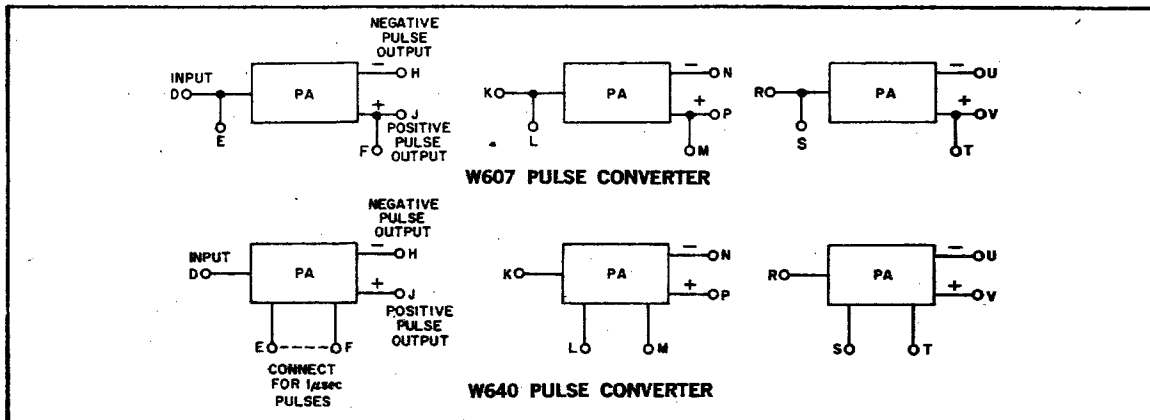 NEGATIVE
PULSE
OUTPUT
INPUT
D
PA
−
H
+
J
E
F
POSITIVE
PULSE
OUTPUT
K
PA
−
N
+
P
L
M
R
PA
−
U
+
V
S
T
W607 PULSE CONVERTER
NEGATIVE
PULSE
OUTPUT
INPUT
D
PA
−
H
+
J
POSITIVE
PULSE
OUTPUT
E
F
CONNECT
FOR 1μsec
PULSES
K
PA
−
N
+
P
L
M
R
PA
−
U
+
V
S
T
W640 PULSE CONVERTER